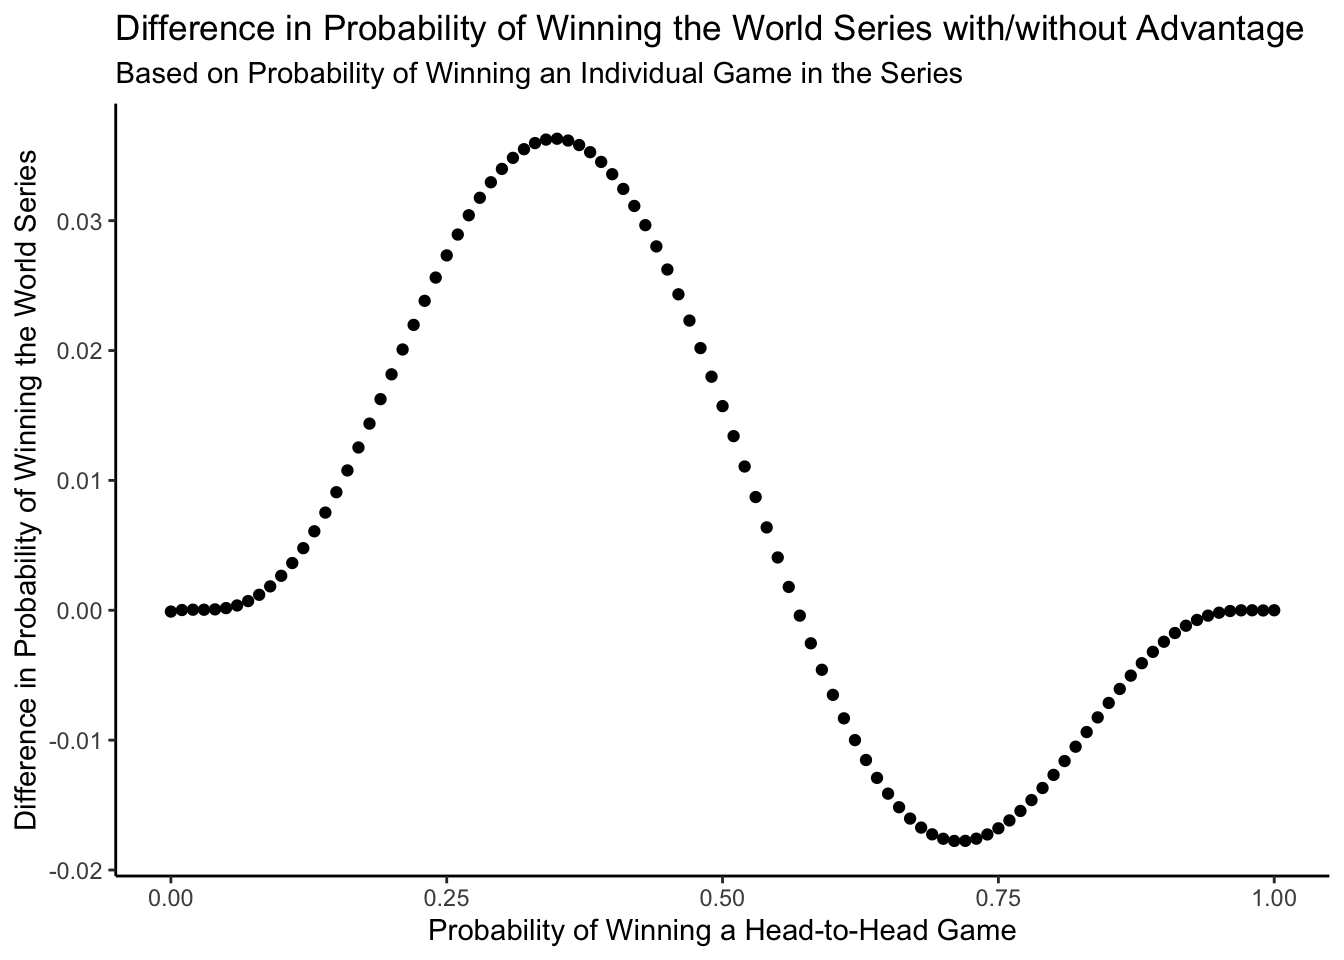 Difference in Probability of Winning the World Series with/without Advantage
Based on Probability of Winning an Individual Game in the Series
Difference in Probability of Winning the World Series
0.03
0.02
0.01
0.00
-0.01
-0.02
0.00
0.25
0.50
0.75
1.00
Probability of Winning a Head-to-Head Game